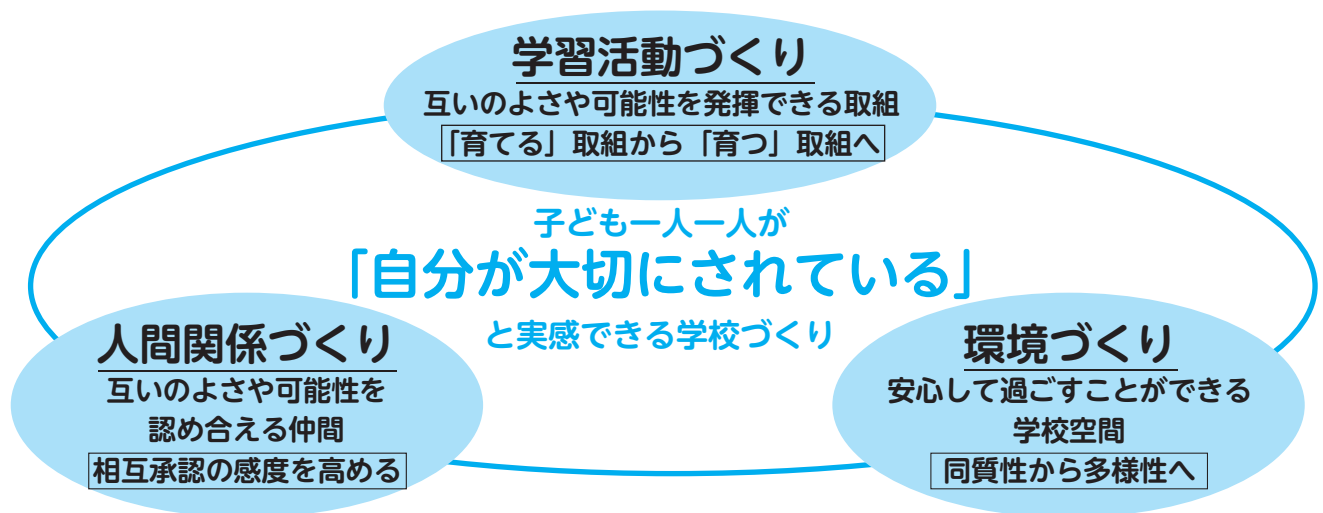 学習活動づくり
互いのよさや可能性を発揮できる取組
「育てる」取組から「育つ」取組へ
子ども一人一人が
「自分が大切にされている」
と実感できる学校づくり
人間関係づくり
互いのよさや可能性を
認め合える仲間
相互承認の感度を高める
環境づくり
安心して過ごすことができる
学校空間
同質性から多様性へ